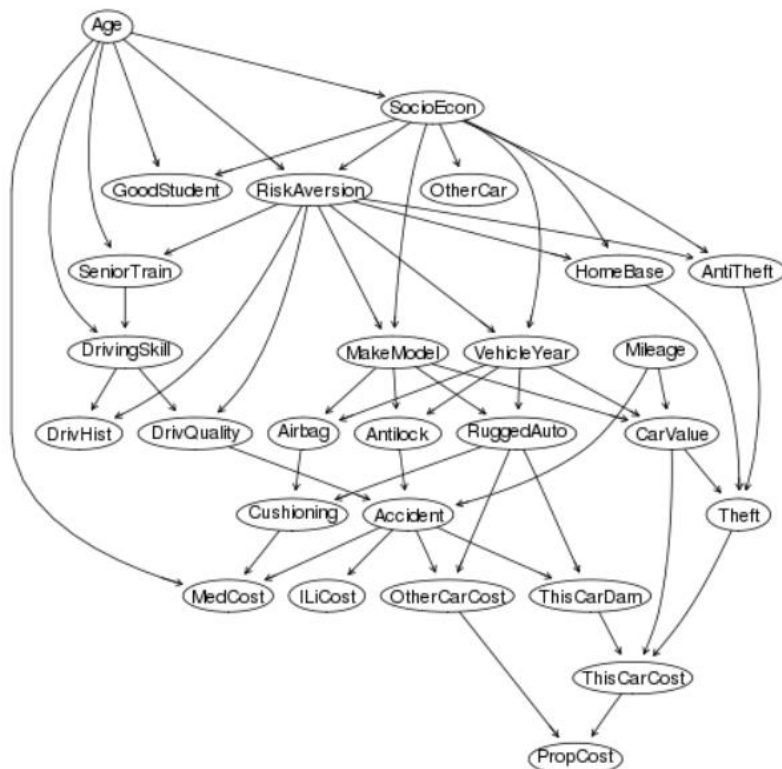 Age
SocioEcon
GoodStudent
RiskAversion
OtherCar
SeniorTrain
HomeBase
AntiTheft
DrivingSkill
MakeModel
VehicleYear
Mileage
DrivHist
DrivQuality
Airbag
Antilock
RuggedAuto
CarValue
Cushioning
Accident
Theft
MedCost
ILiCost
OtherCarCost
ThisCarDam
ThisCarCost
PropCost